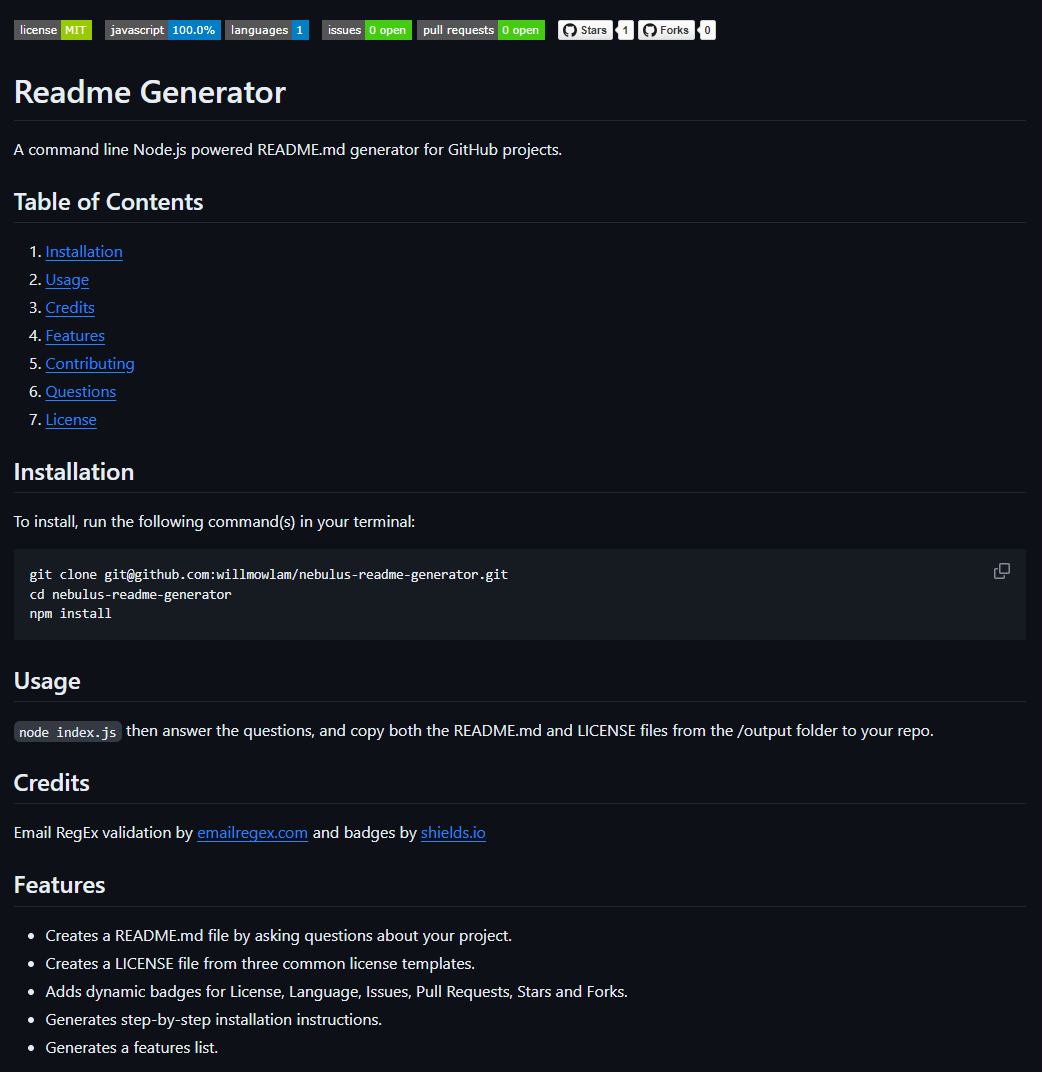 license MIT javascript 100.0% languages 1 issues 0 open pull requests 0 open Stars 1 Forks 0
Readme Generator
A command line Node.js powered README.md generator for GitHub projects.
Table of Contents
1. Installation
2. Usage
3. Credits
4. Features
5. Contributing
6. Questions
7. License
Installation
To install, run the following command(s) in your terminal:
git clone git@github.com:willmowlam/nebulus-readme-generator.git
cd nebulus-readme-generator
npm install
Usage
node index.js then answer the questions, and copy both the README.md and LICENSE files from the /output folder to your repo.
Credits
Email RegEx validation by emailregex.com and badges by shields.io
Features
• Creates a README.md file by asking questions about your project.
• Creates a LICENSE file from three common license templates.
• Adds dynamic badges for License, Language, Issues, Pull Requests, Stars and Forks.
• Generates step-by-step installation instructions.
• Generates a features list.